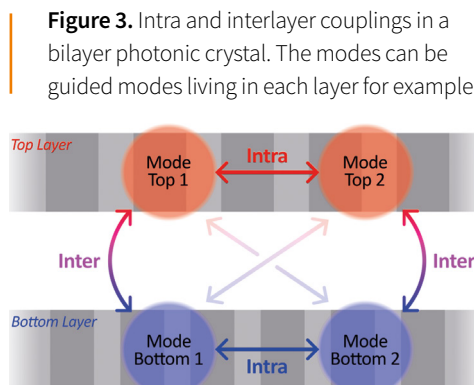 Figure 3. Intra and interlayer couplings in a
bilayer photonic crystal. The modes can be
guided modes living in each layer for example
Top Layer
Mode
Top 1
Intra
Mode
Top 2
Inter
Inter
Bottom Layer
Mode
Bottom 1
Intra
Mode
Bottom 2